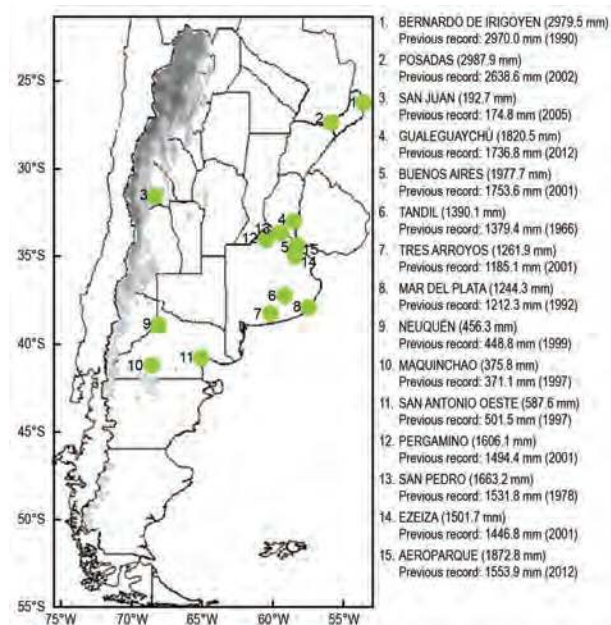 1. BERNARDO DE IRIGOYEN (2979.5 mm)
Previous record: 2970.0 mm (1990)
2. POSADAS (2987.9 mm)
Previous record: 2638.6 mm (2002)
3. SAN JUAN (192.7 mm)
Previous record: 174.8 mm (2005)
4. GUALEGUAYCHÚ (1820.5 mm)
Previous record: 1736.8 mm (2012)
5. BUENOS AIRES (1977.7 mm)
Previous record: 1753.6 mm (2001)
6. TANDIL (1390.1 mm)
Previous record: 1379.4 mm (1966)
7. TRES ARROYOS (1261.9 mm)
Previous record: 1185.1 mm (2001)
8. MAR DEL PLATA (1244.3 mm)
Previous record: 1212.3 mm (1992)
9. NEUQUÉN (456.3 mm)
Previous record: 448.8 mm (1999)
10. MAQUINCHAO (375.8 mm)
Previous record: 371.1 mm (1997)
11. SAN ANTONIO OESTE (587.6 mm)
Previous record: 501.5 mm (1997)
12. PERGAMINO (1606.1 mm)
Previous record: 1494.4 mm (2001)
13. SAN PEDRO (1663.2 mm)
Previous record: 1531.8 mm (1978)
14. EZEIZA (1501.7 mm)
Previous record: 1446.8 mm (2001)
15. AEROPARQUE (1872.8 mm)
Previous record: 1553.9 mm (2012)
25°S
30°S
35°S
40°S
45°S
50°S
55°S
75°W
70°W
65°W
60°W
55°W
1
2
3
4
13
12
5
15
14
6
7
8
9
10
11